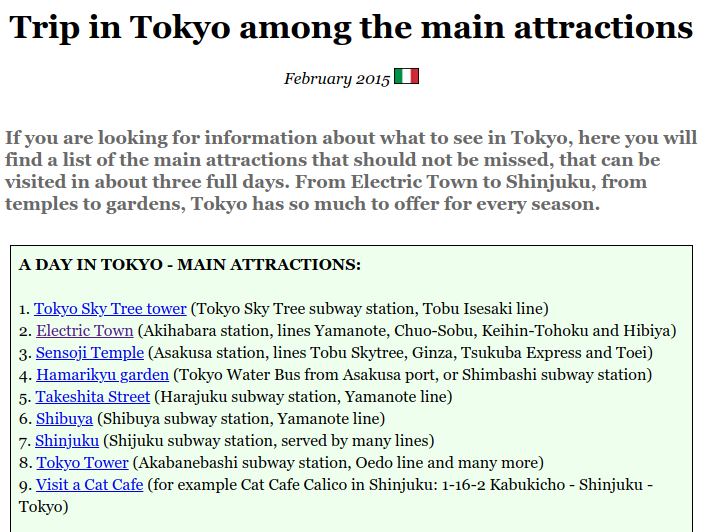 Trip in Tokyo among the main attractions
February 2015
If you are looking for information about what to see in Tokyo, here you will
find a list of the main attractions that should not be missed, that can be
visited in about three full days. From Electric Town to Shinjuku, from
temples to gardens, Tokyo has so much to offer for every season.
A DAY IN TOKYO - MAIN ATTRACTIONS:
1. Tokyo Sky Tree tower (Tokyo Sky Tree subway station, Tobu Isesaki line)
2. Electric Town (Akihabara station, lines Yamanote, Chuo-Sobu, Keihin-Tohoku and Hibiya)
3. Sensoji Temple (Asakusa station, lines Tobu Skytree, Ginza, Tsukuba Express and Toei)
4. Hamarikyu garden (Tokyo Water Bus from Asakusa port, or Shimbashi subway station)
5. Takeshita Street (Harajuku subway station, Yamanote line)
6. Shibuya (Shibuya subway station, Yamanote line)
7. Shinjuku (Shijuku subway station, served by many lines)
8. Tokyo Tower (Akabanebashi subway station, Oedo line and many more)
9. Visit a Cat Cafe (for example Cat Cafe Calico in Shinjuku: 1-16-2 Kabukicho - Shinjuku -
Tokyo)